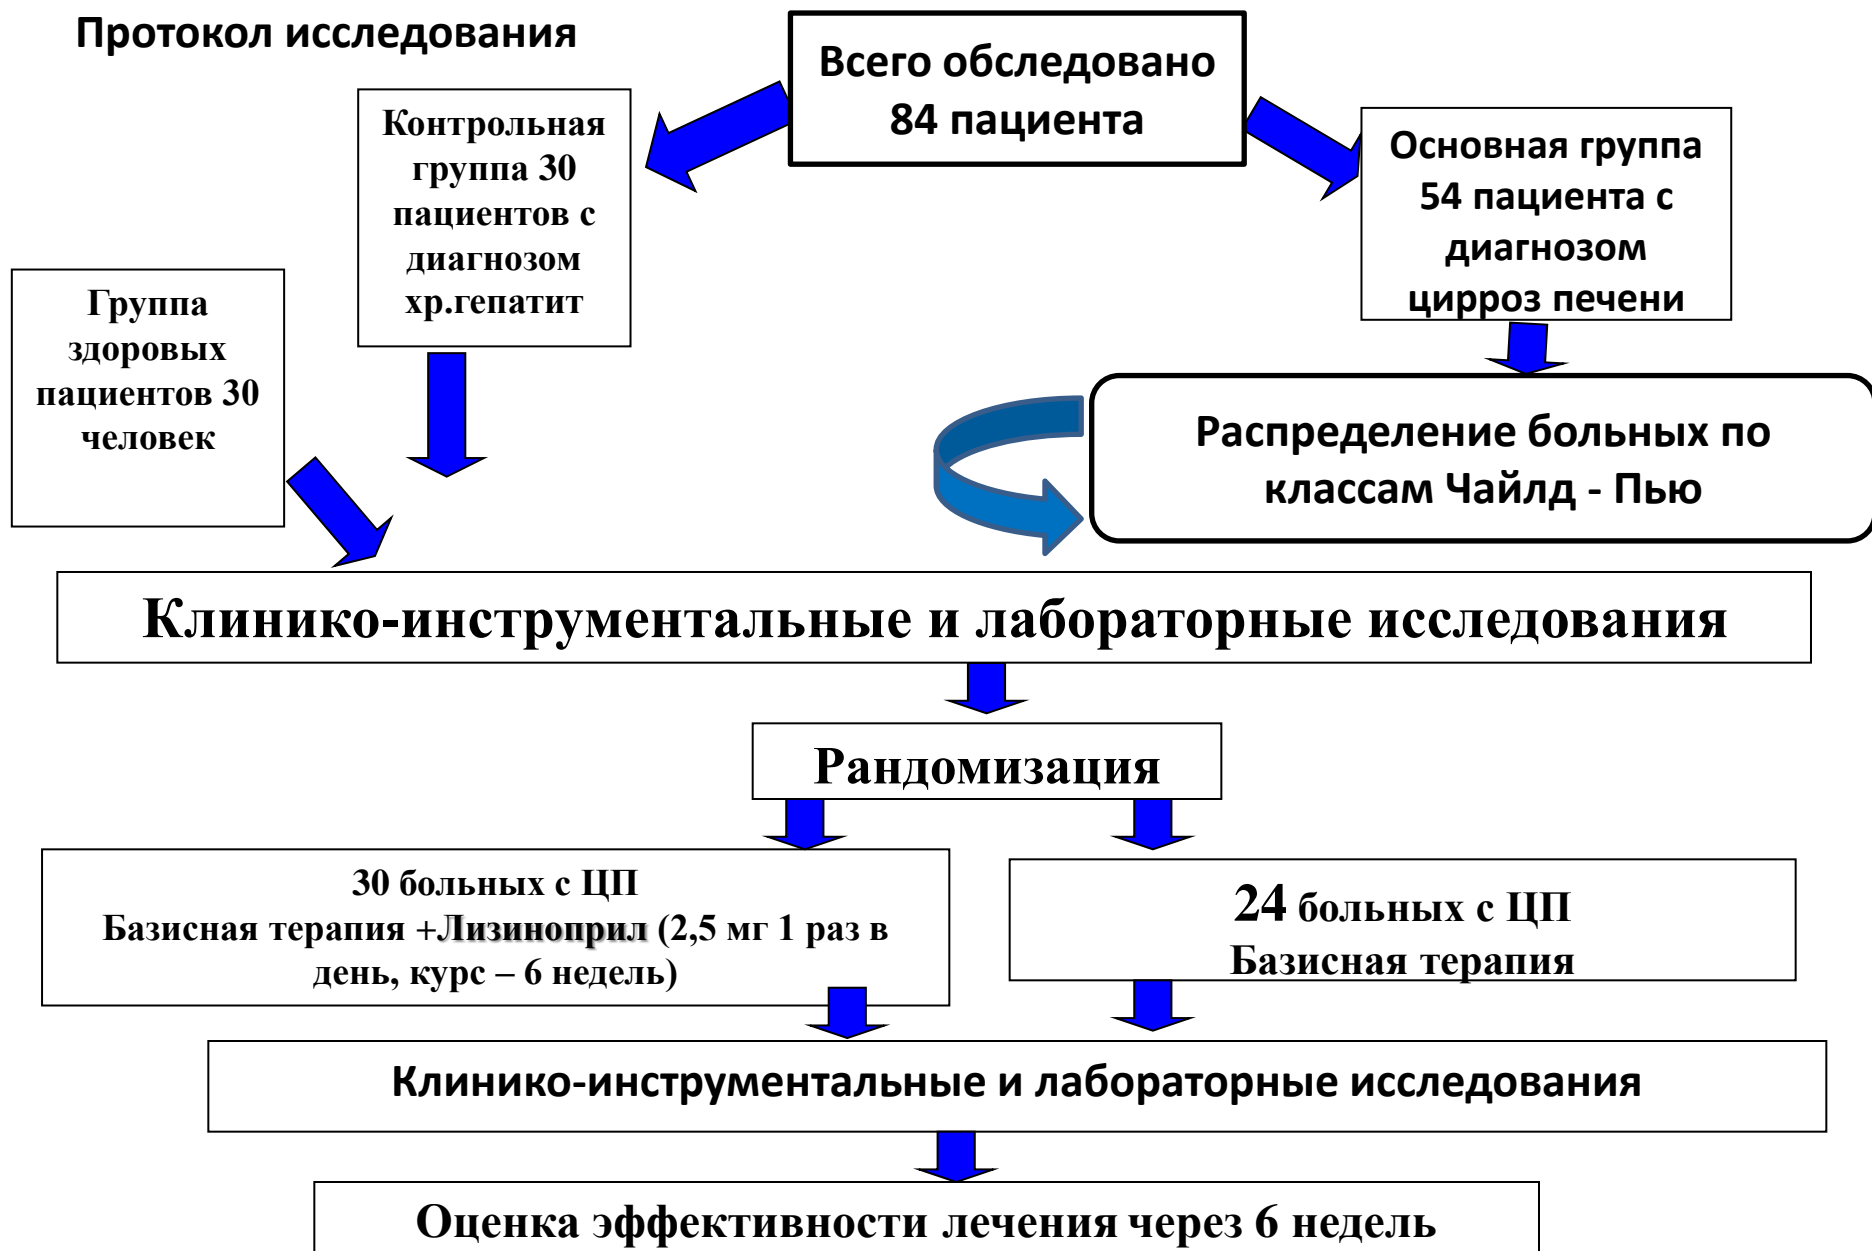 Протокол исследования
Всего обследовано
84 пациента
Контрольная
группа 30
пациентов с
диагнозом
хр.гепатит
Основная группа
54 пациента с
диагнозом
цирроз печени
Группа
здоровых
пациентов 30
человек
Распределение больных по
классам Чайлд - Пью
Клинико-инструментальные и лабораторные исследования
Рандомизация
30 больных с ЦП
Базисная терапия +Лизиноприл (2,5 мг 1 раз в
день, курс – 6 недель)
24 больных с ЦП
Базисная терапия
Клинико-инструментальные и лабораторные исследования
Оценка эффективности лечения через 6 недель